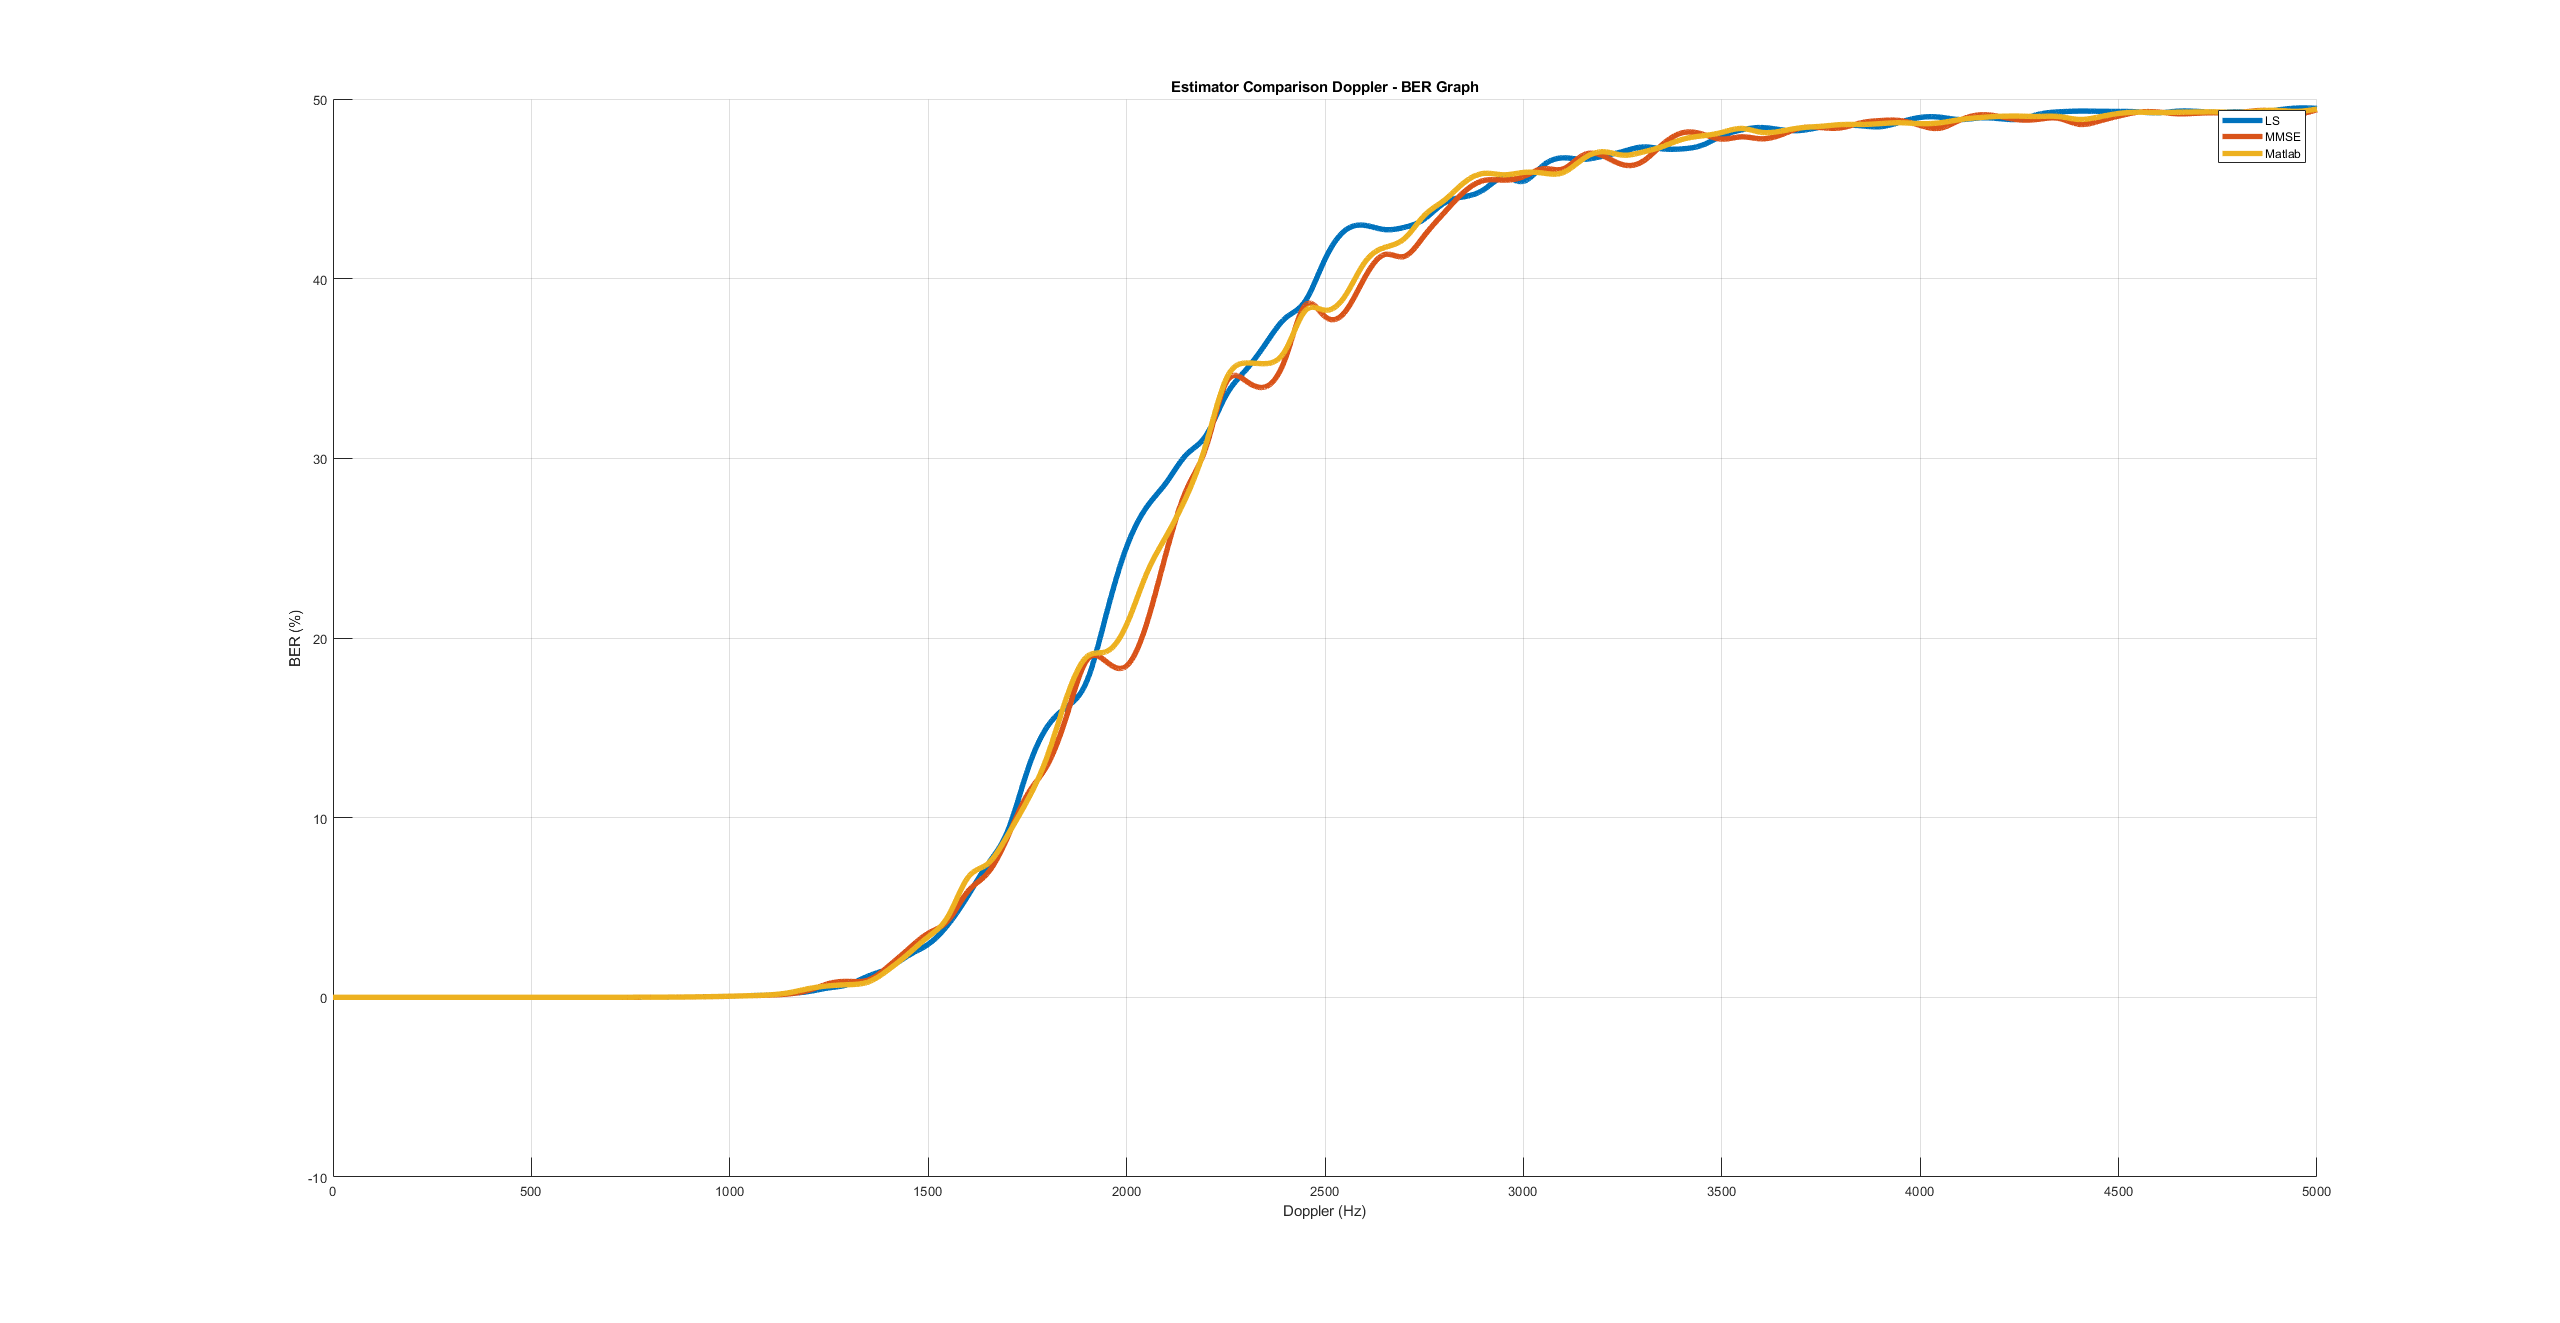 Estimator Comparison Doppler - BER Graph
50
40
30
20
10
0
-10
BER (%)
LS
MMSE
Matlab
0 500 1000 1500 2000 2500 3000 3500 4000 4500 5000
Doppler (Hz)